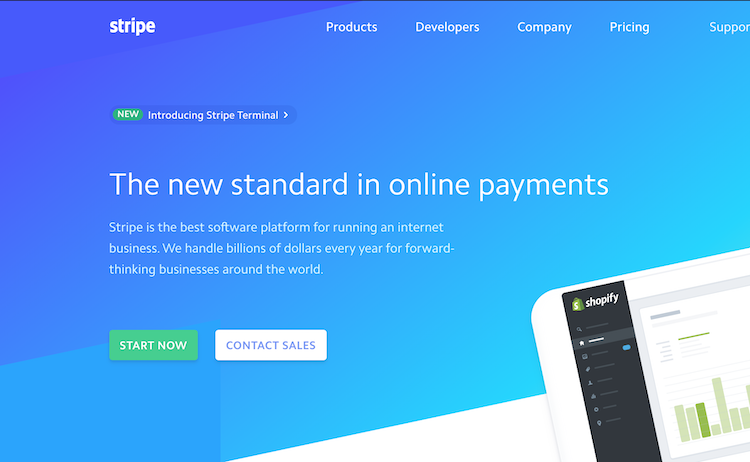 stripe
Products
Developers
Company
Pricing
Suppor
NEW Introducing Stripe Terminal
The new standard in online payments
Stripe is the best software platform for running an internet
business. We handle billions of dollars every year for forward-
thinking businesses around the world.
START NOW
CONTACT SALES
shopify